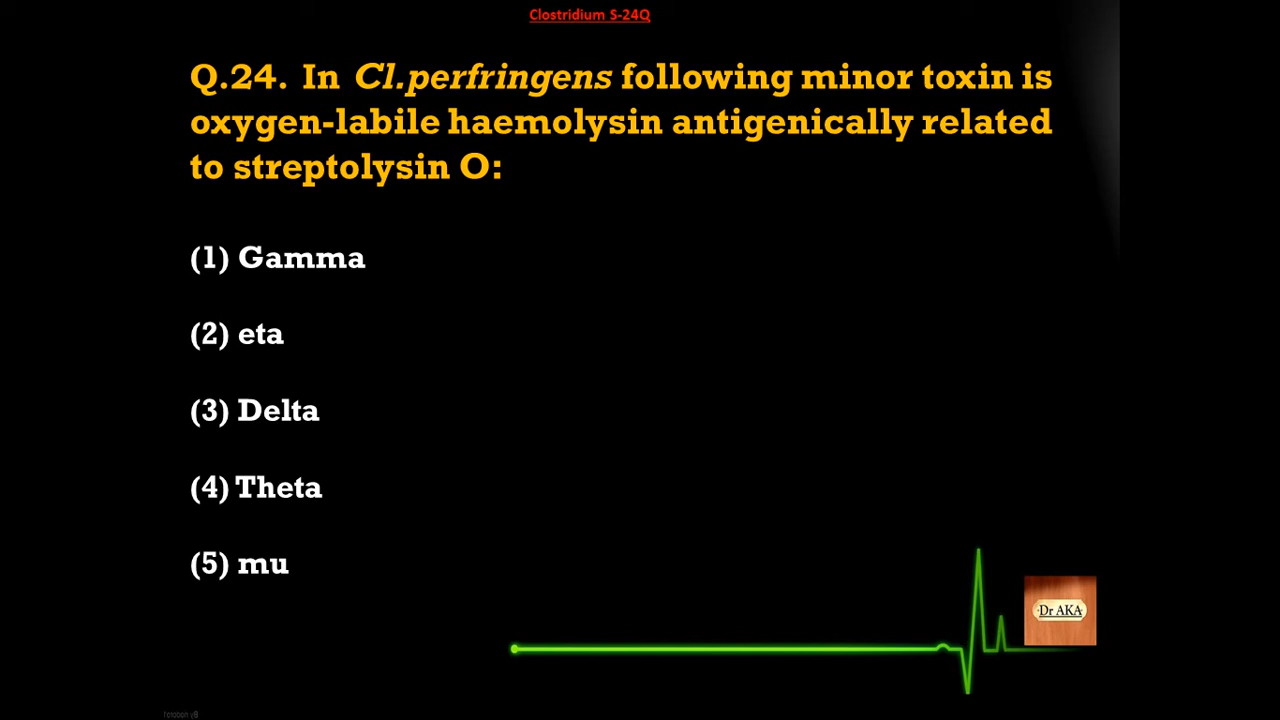 Clostridium S-24Q
Q.24. In Cl.perfringens following minor toxin is
oxygen-labile haemolysin antigenically related
to streptolysin O:
(1) Gamma
(2) eta
(3) Delta
(4) Theta
(5) mu
Dr AKA